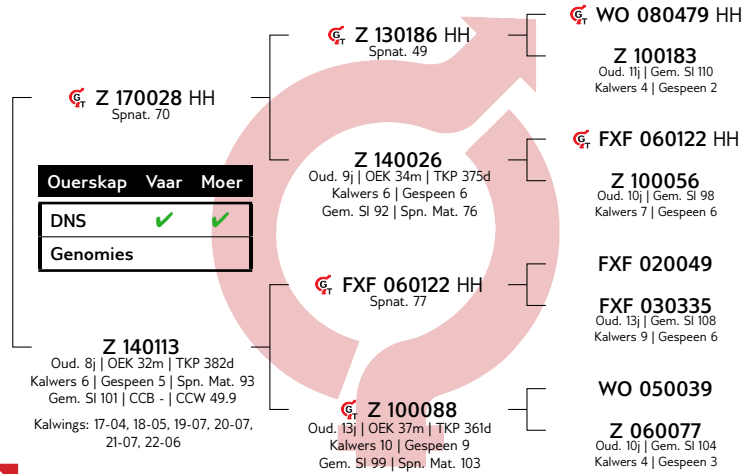 GT Z 170028 HH
Spnat. 70
Ouerskap Vaar Moer
DNS ✔ ✔
Genomies
Z 140113
Oud. 8j | OEK 32m | TKP 382d
Kalwers 6 | Gespeen 5 | Spn. Mat. 93
Gem. SI 101 | CCB - | CCW 49.9
Kalwings: 17-04, 18-05, 19-07, 20-07,
21-07, 22-06
GT Z 130186 HH
Spnat. 49
Z 140026
Oud. 9j | OEK 34m | TKP 375d
Kalwers 6 | Gespeen 6
Gem. SI 92 | Spn. Mat. 76
GT FXF 060122 HH
Spnat. 77
GT Z 100088
Oud. 13j | OEK 37m | TKP 361d
Kalwers 10 | Gespeen 9
Gem. SI 99 | Spn. Mat. 103
GT WO 080479 HH
Z 100183
Oud. 11j | Gem. SI 110
Kalwers 4 | Gespeen 2
GT FXF 060122 HH
Z 100056
Oud. 10j | Gem. SI 98
Kalwers 7 | Gespeen 6
FXF 020049
FXF 030335
Oud. 13j | Gem. SI 108
Kalwers 9 | Gespeen 6
WO 050039
Z 060077
Oud. 10j | Gem. SI 104
Kalwers 4 | Gespeen 3